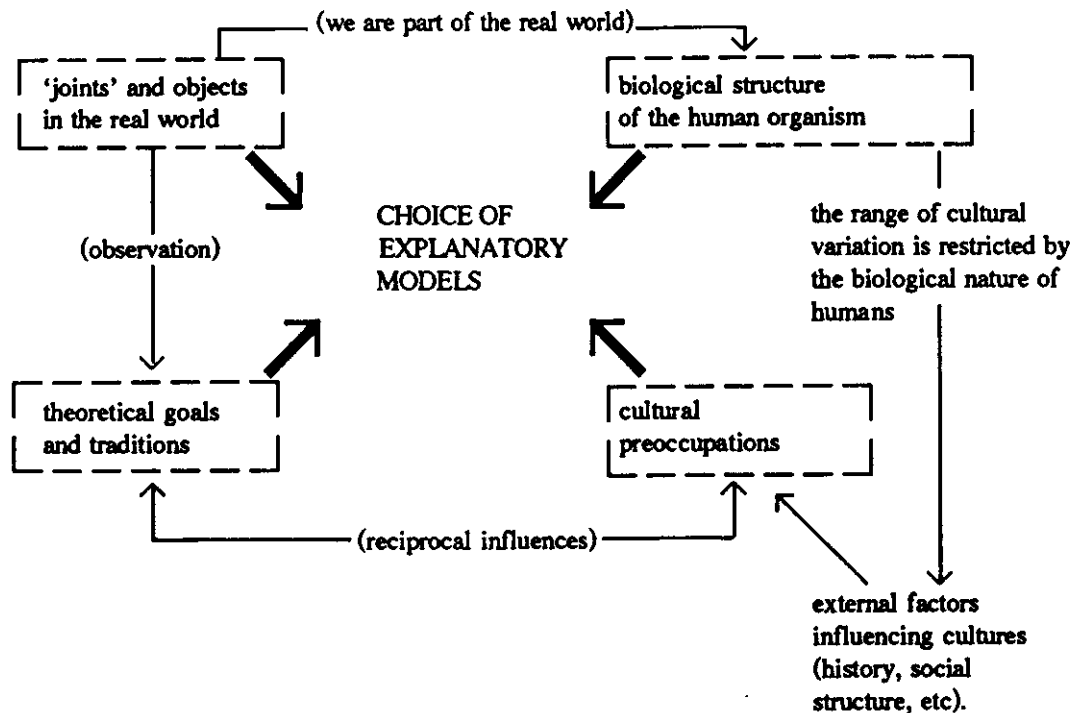 (we are part of the real world)
'joints' and objects
in the real world
biological structure
of the human organism
CHOICE OF
EXPLANATORY
MODELS
(observation)
the range of cultural
variation is restricted by
the biological nature of
humans
theoretical goals
and traditions
cultural
preoccupations
(reciprocal influences)
external factors
influencing cultures
(history, social
structure, etc).